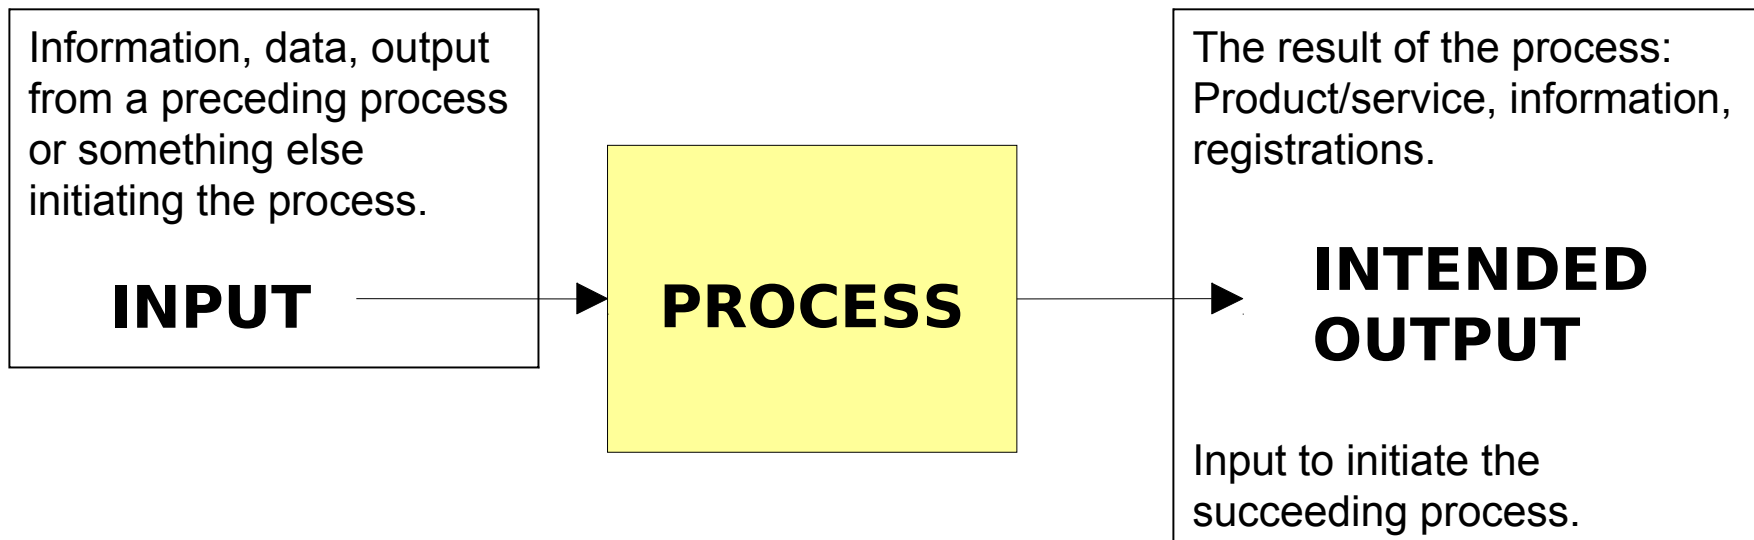 Information, data, output
from a preceding process
or something else
initiating the process.
INPUT
PROCESS
The result of the process:
Product/service, information,
registrations.
INTENDED
OUTPUT
Input to initiate the
succeeding process.